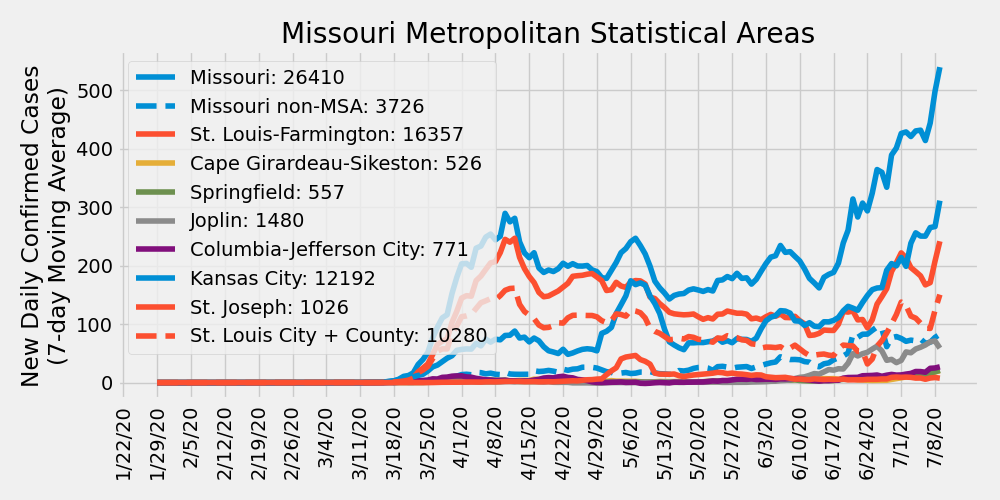 Missouri Metropolitan Statistical Areas
New Daily Confirmed Cases
(7-day Moving Average)
500
400
300
200
100
0
Missouri: 26410
Missouri non-MSA: 3726
St. Louis-Farmington: 16357
Cape Girardeau-Sikeston: 526
Springfield: 557
Joplin: 1480
Columbia-Jefferson City: 771
Kansas City: 12192
St. Joseph: 1026
St. Louis City + County: 10280
1/22/20
1/29/20
2/5/20
2/12/20
2/19/20
2/26/20
3/4/20
3/11/20
3/18/20
3/25/20
4/1/20
4/8/20
4/15/20
4/22/20
4/29/20
5/6/20
5/13/20
5/20/20
5/27/20
6/3/20
6/10/20
6/17/20
6/24/20
7/1/20
7/8/20